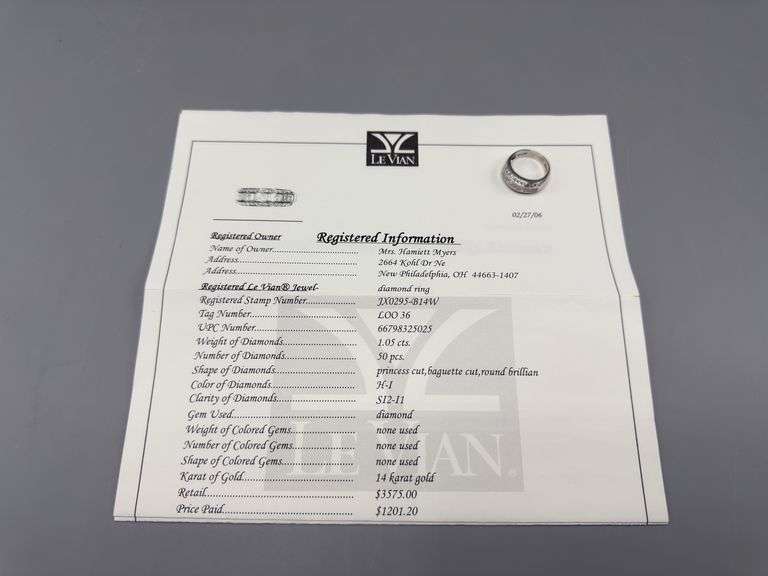 LE VIAN
02/27/06
Registered Owner Registered Information
Name of Owner........................ Mrs. Hamiett Myers
Address................................. 2664 Kohl Dr Ne
Address................................. New Philadelphia, OH 44663-1407
Registered Le Vian® Jewel- diamond ring
Registered Stamp Number............... JX0295-B14W
Tag Number............................ LOO 36
UPC Number........................... 66798325025
Weight of Diamonds.................... 1.05 cts.
Number of Diamonds.................. 50 pcs.
Shape of Diamonds..................... princess cut,baguette cut,round brillian
Color of Diamonds..................... H-I
Clarity of Diamonds................... SI2-I1
Gem Used.............................. diamond
Weight of Colored Gems............... none used
Number of Colored Gems.............. none used
Shape of Colored Gems................ none used
Karat of Gold.......................... 14 karat gold
Retail.................................. $3575.00
Price Paid.............................. $1201.20
LE VIAN®